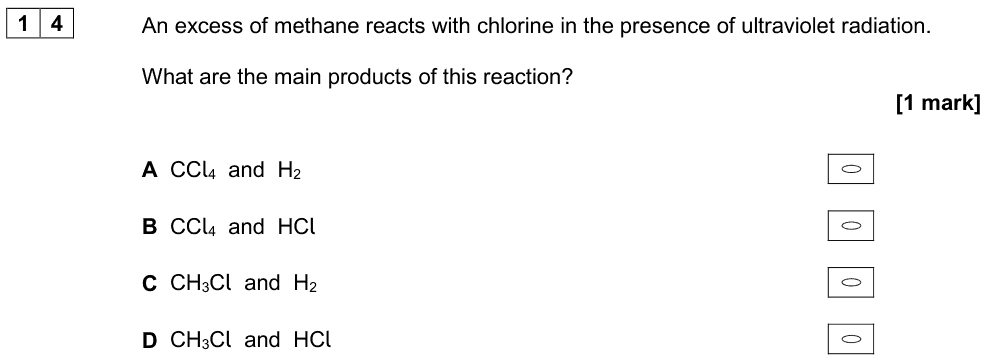 1 4 An excess of methane reacts with chlorine in the presence of ultraviolet radiation.
What are the main products of this reaction?
[1 mark]
A CCl₄ and H₂
B CCl₄ and HCl
C CH₃Cl and H₂
D CH₃Cl and HCl